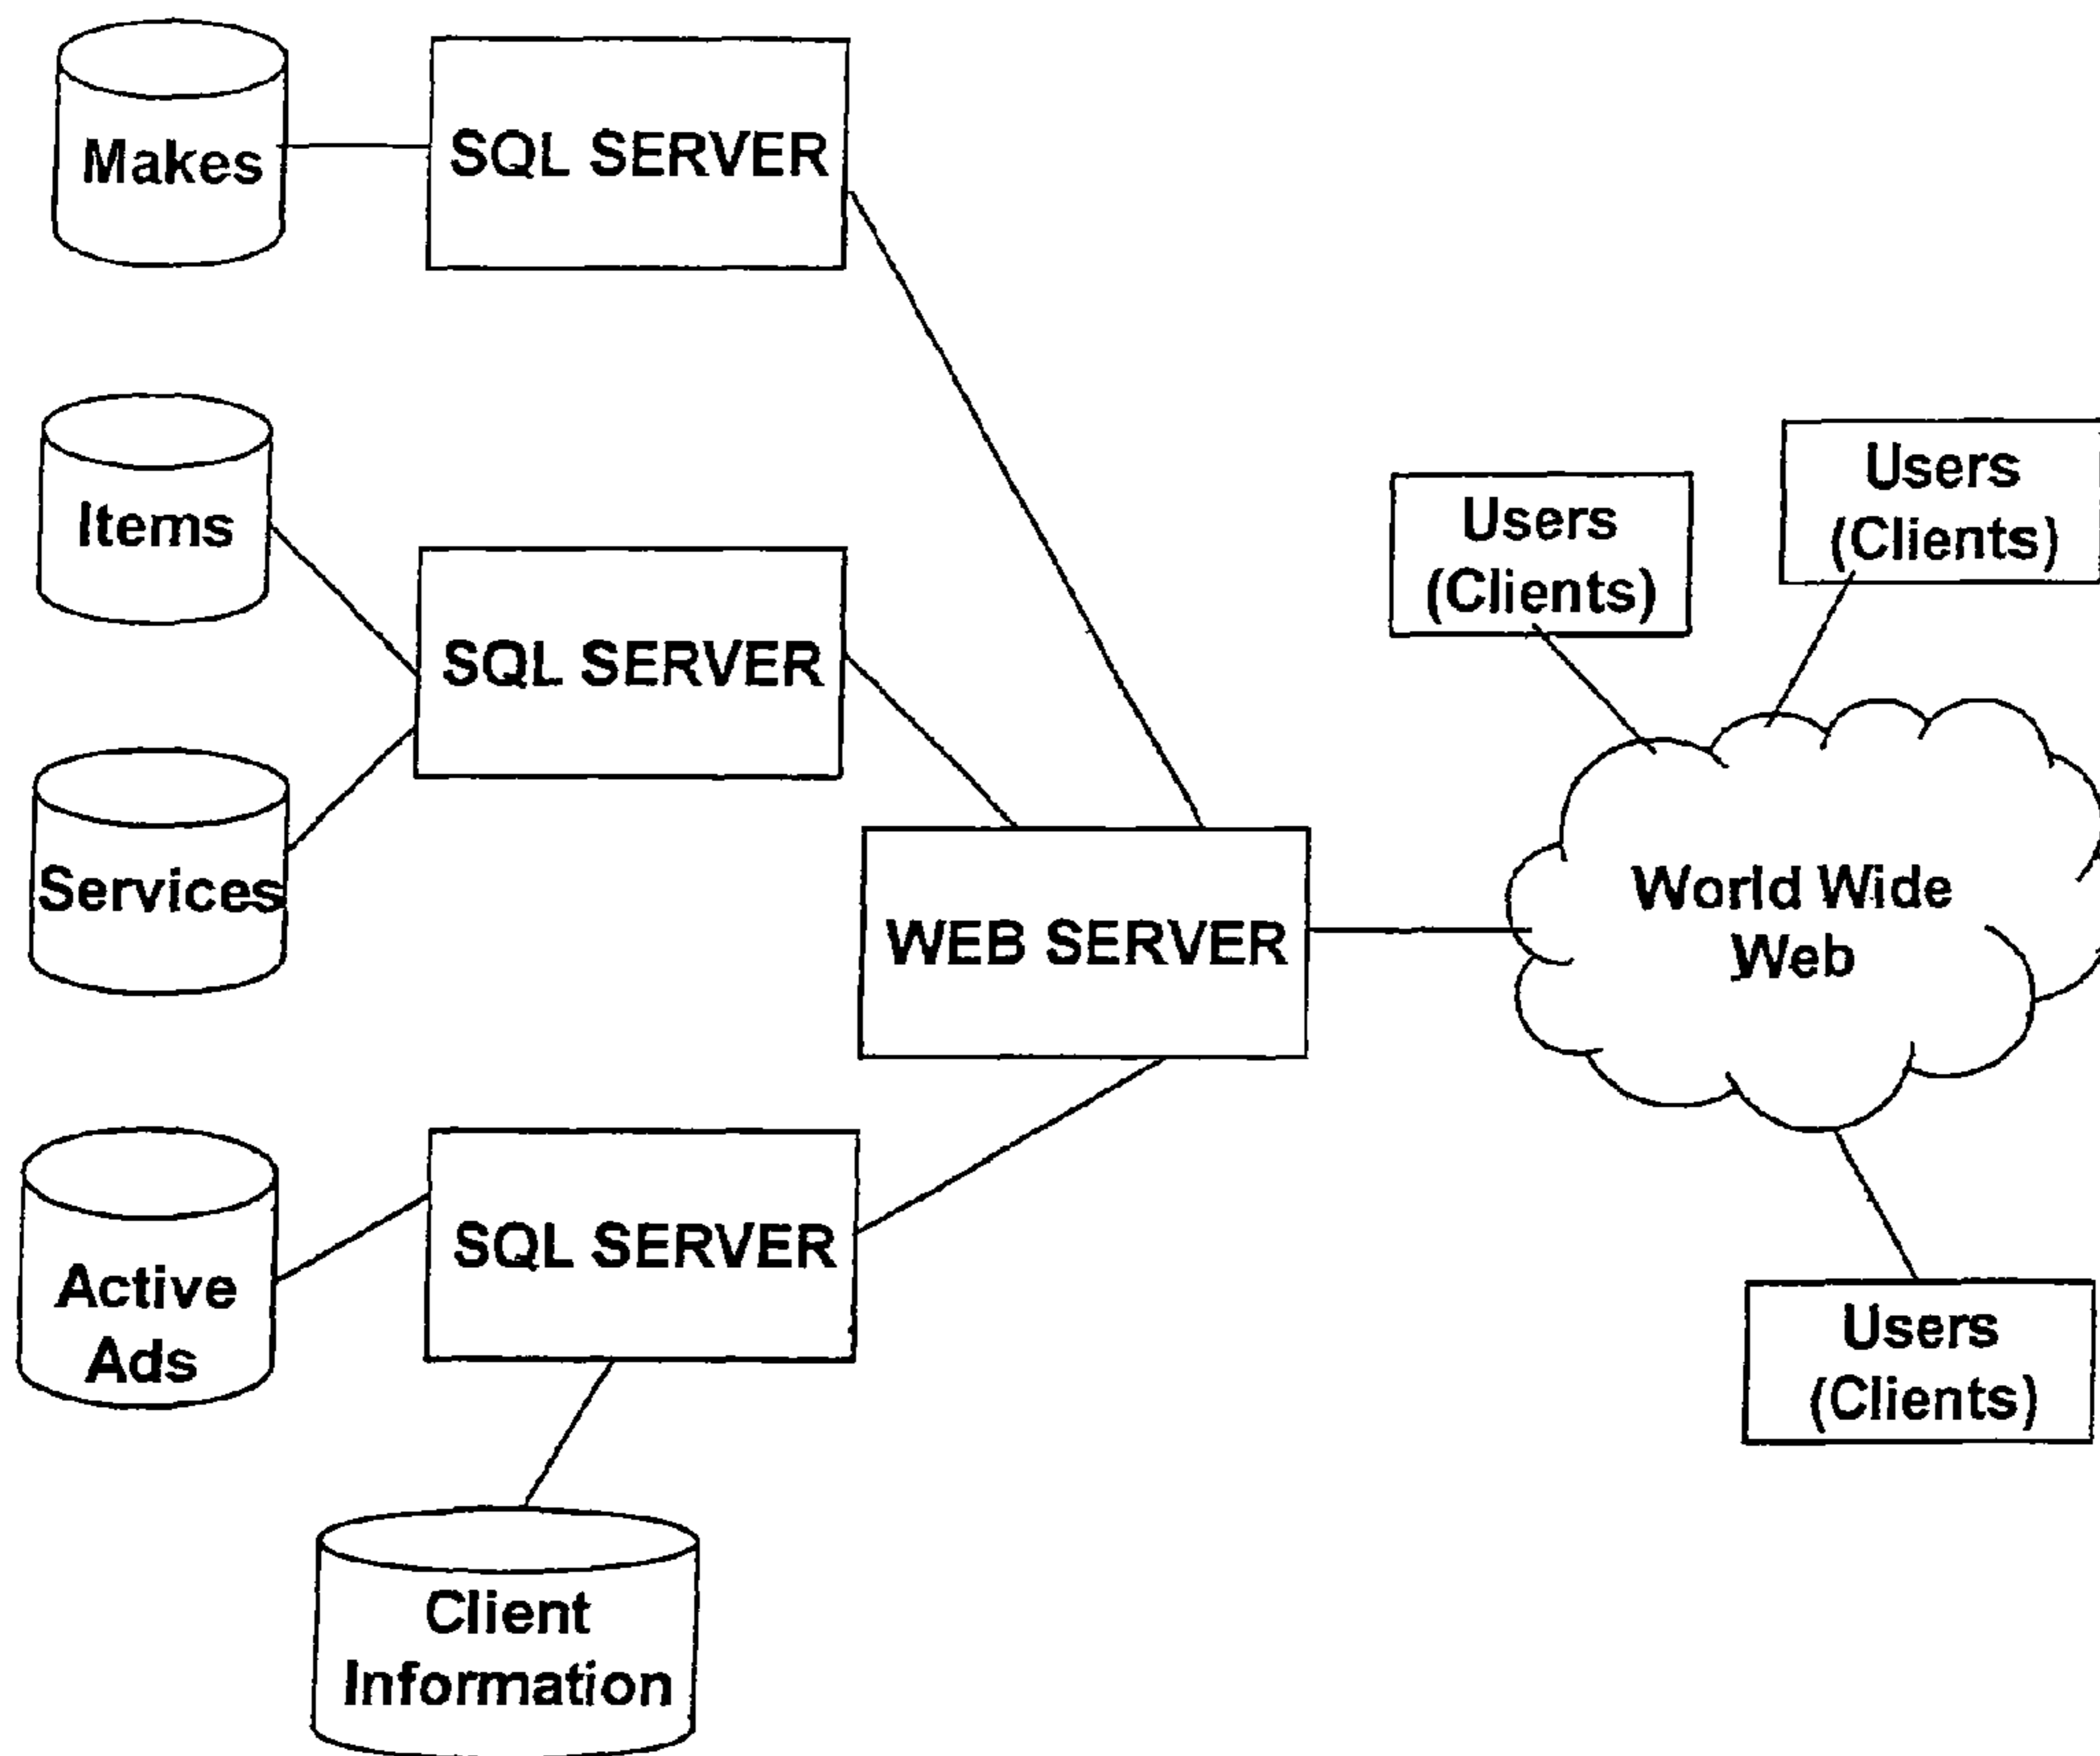 Makes
SQL SERVER
Items
SQL SERVER
Services
Users
(Clients)
Users
(Clients)
WEB SERVER
World Wide
Web
Active
Ads
SQL SERVER
Users
(Clients)
Client
Information